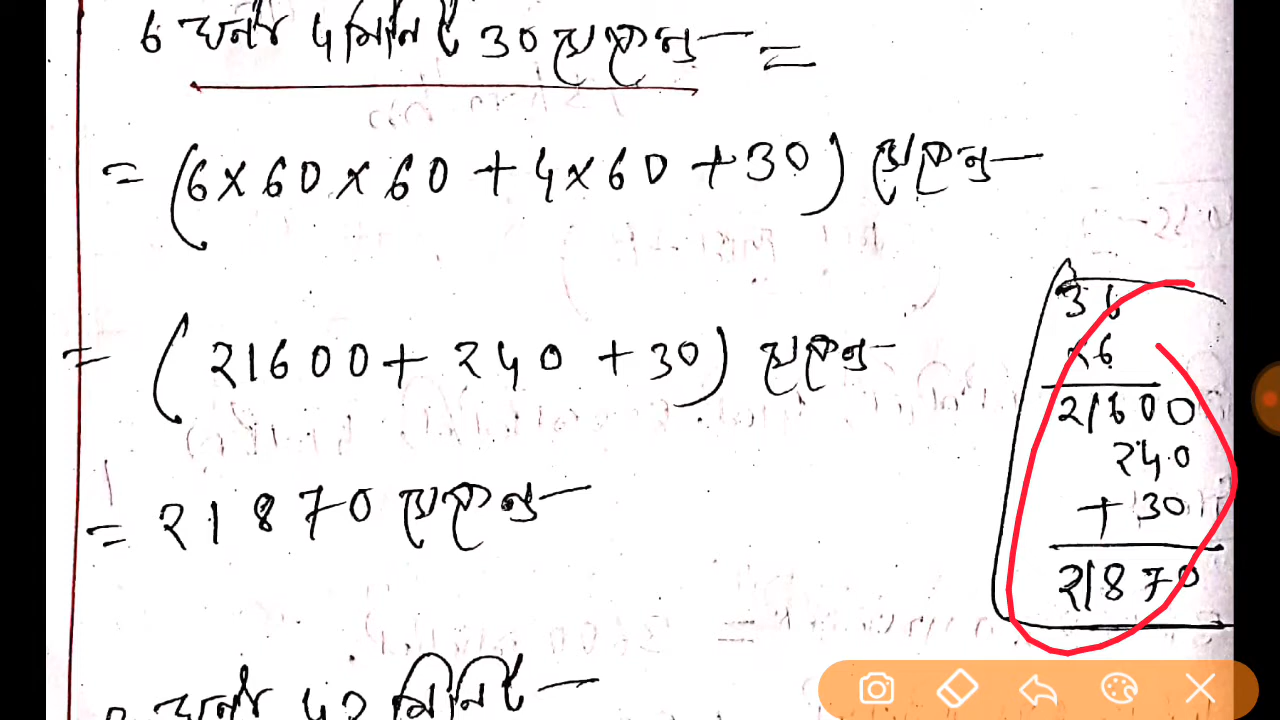 6 ঘন্টা 4 মিনিট 30 ছেকেন্ড =
= (6 × 60 × 60 + 4 × 60 + 30) ছেকেন্ড
= (21600 + 240 + 30) ছেকেন্ড
= 21870 ছেকেন্ড
36
×6
21600
240
+ 30
21870
মিনিট